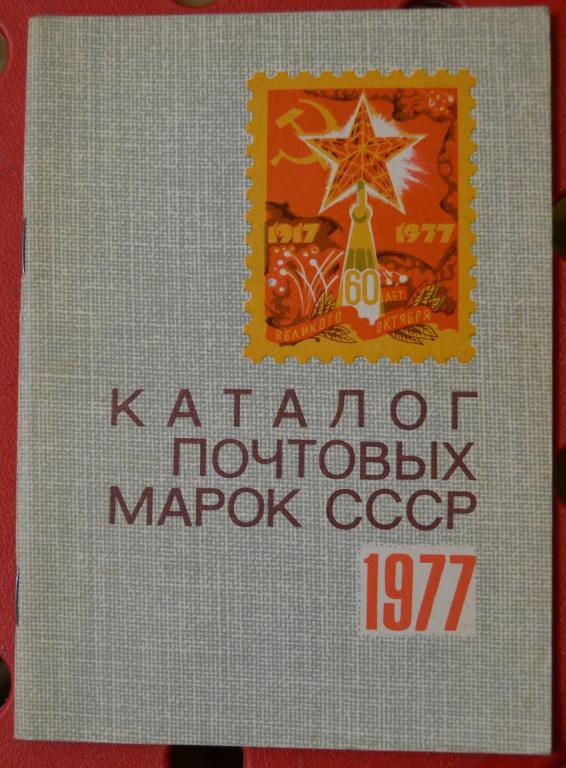 1917 1977
60 ЛЕТ
ВЕЛИКОГО ОКТЯБРЯ
КАТАЛОГ
ПОЧТОВЫХ
МАРОК СССР
1977